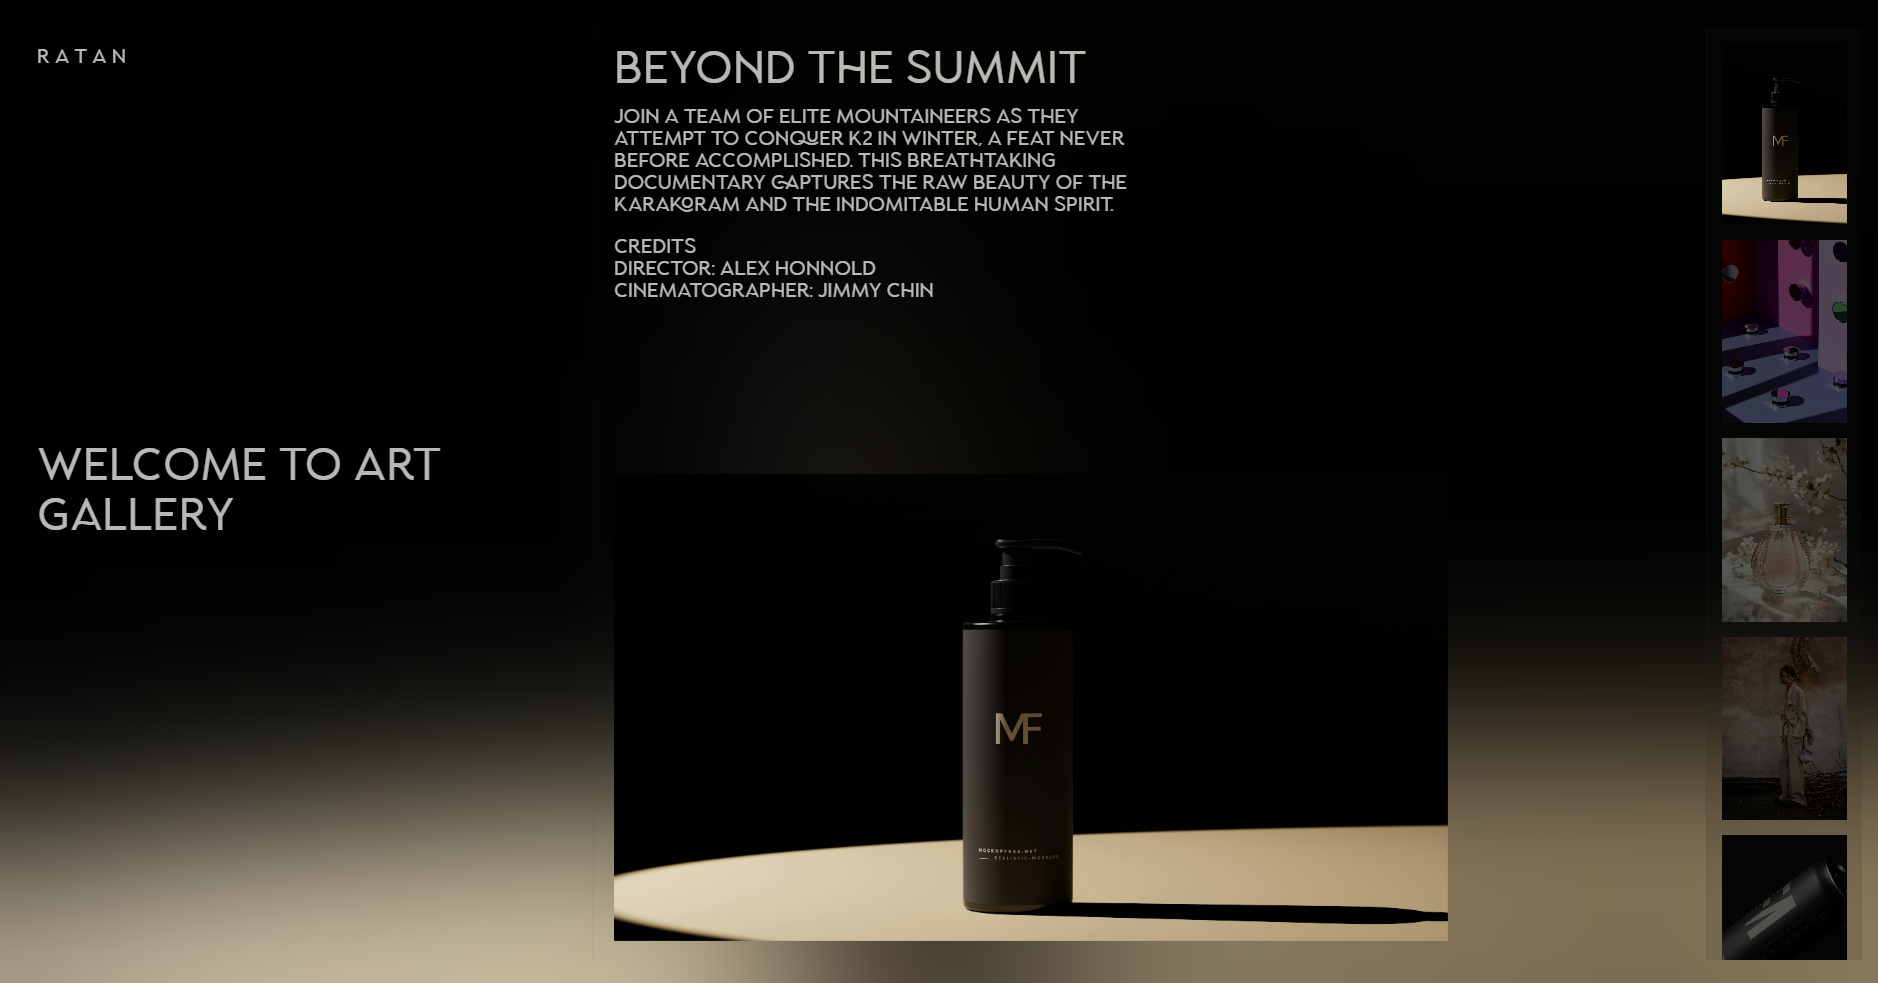 RATAN
BEYOND THE SUMMIT
JOIN A TEAM OF ELITE MOUNTAINEERS AS THEY
ATTEMPT TO CONQUER K2 IN WINTER, A FEAT NEVER
BEFORE ACCOMPLISHED. THIS BREATHTAKING
DOCUMENTARY CAPTURES THE RAW BEAUTY OF THE
KARAKORAM AND THE INDOMITABLE HUMAN SPIRIT.
CREDITS
DIRECTOR: ALEX HONNOLD
CINEMATOGRAPHER: JIMMY CHIN
WELCOME TO ART
GALLERY
MF
MOCKUPFREE.NET
REALISTIC-MOCKUPS
MF